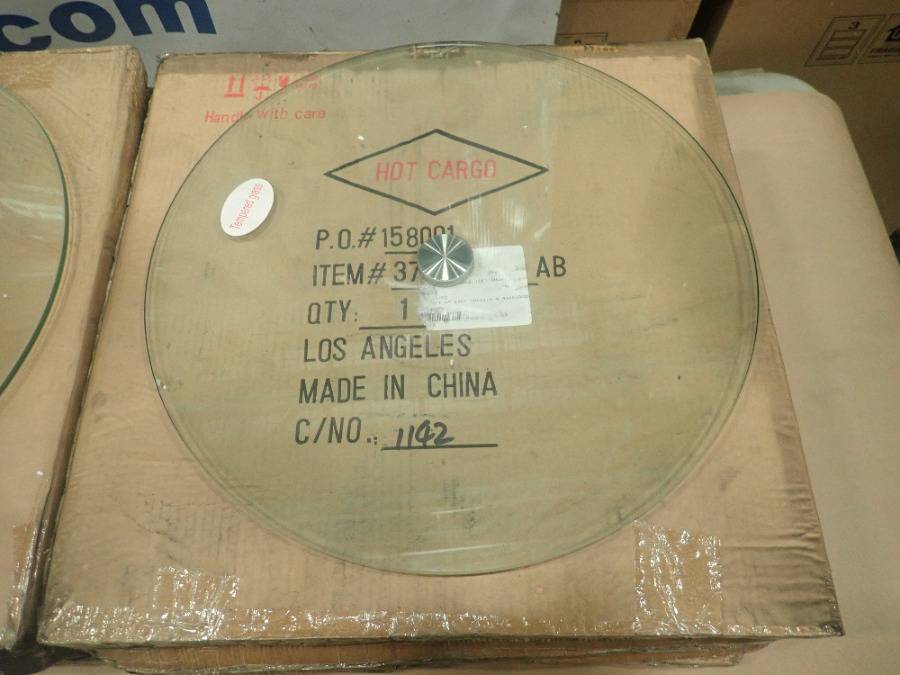 com
Handle with care
HOT CARGO
Tempered glass
P.O.# 158001
ITEM# 37 AB
QTY: 1
LOS ANGELES
MADE IN CHINA
C/NO.: 1142
3